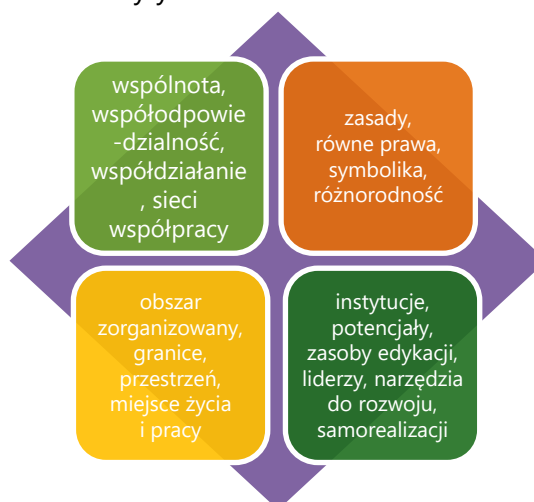 wspólnota,
współodpowie
-dzialność,
współdziałanie
, sieci
współpracy
zasady,
równe prawa,
symbolika,
różnorodność
obszar
zorganizowany,
granice,
przestrzeń,
miejsce życia
i pracy
instytucje,
potencjały,
zasoby edykacji,
liderzy, narzędzia
do rozwoju,
samorealizacji